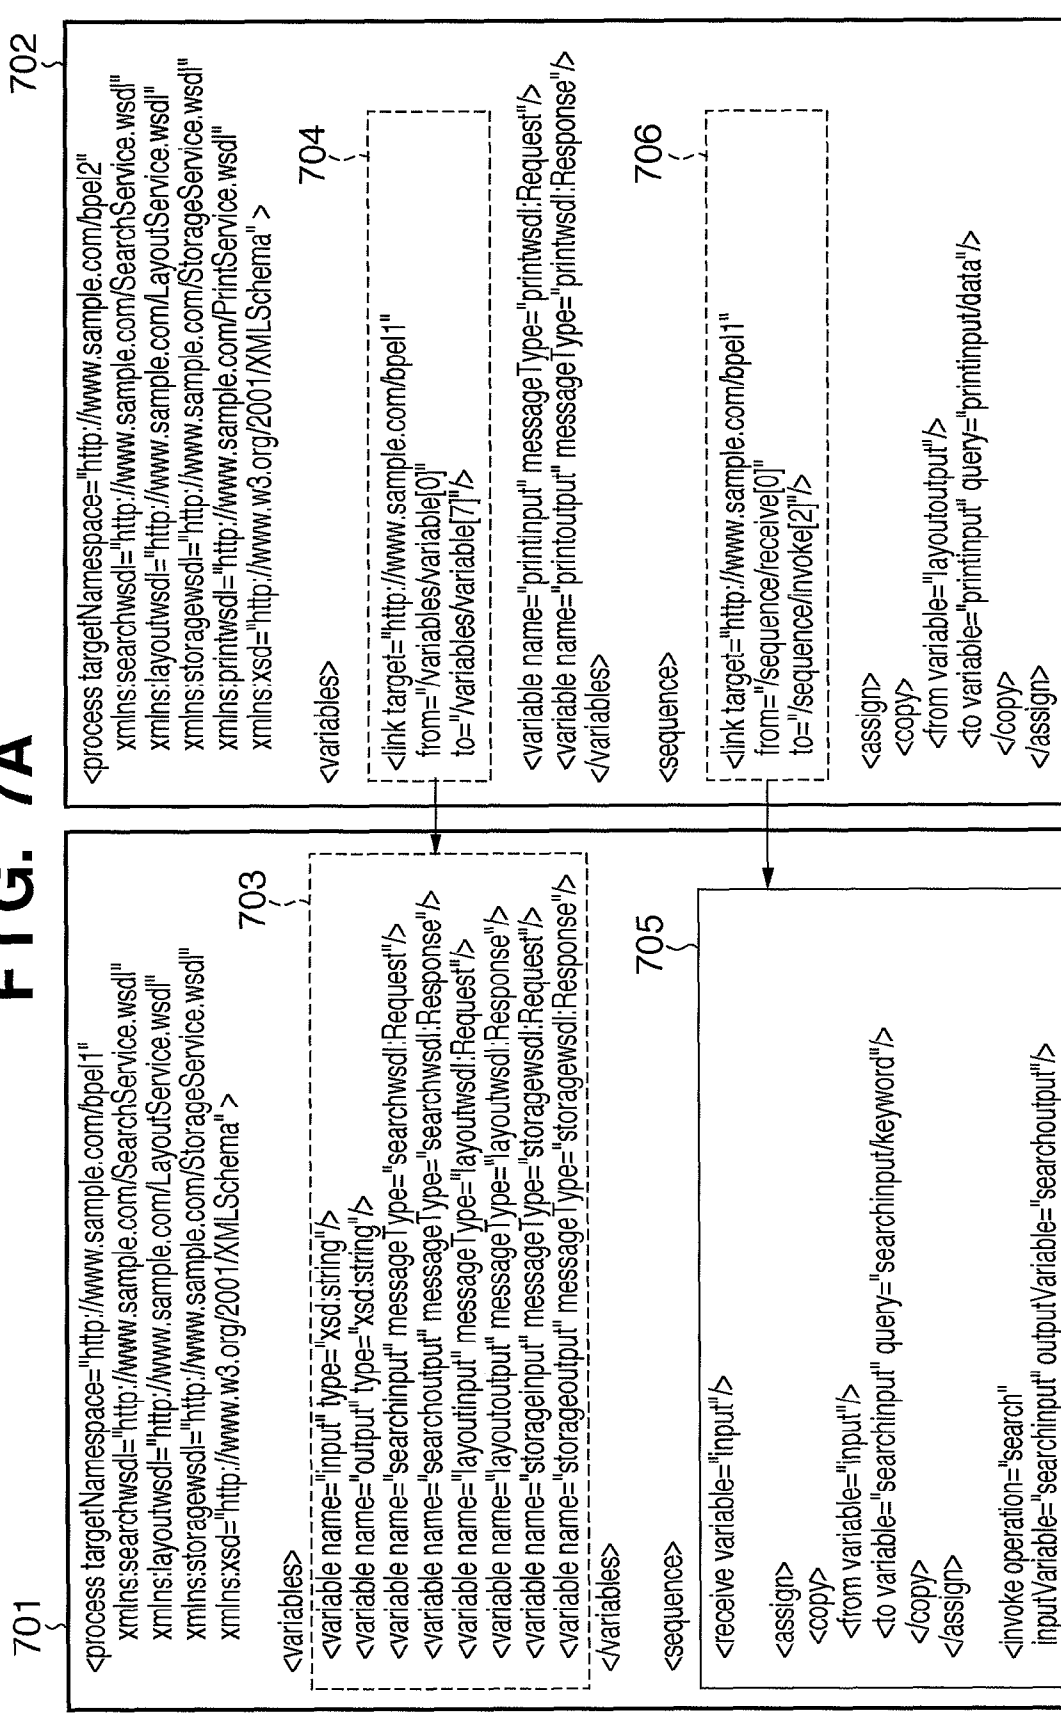 FIG. 7A
701
<process targetNamespace="http://www.sample.com/bpel1"
xmlns:searchwsdl="http://www.sample.com/SearchService.wsdl"
xmlns:layoutwsdl="http://www.sample.com/LayoutService.wsdl"
xmlns:storagewsdl="http://www.sample.com/StorageService.wsdl"
xmlns:xsd="http://www.w3.org/2001/XMLSchema" >
<variables>
703
<variable name="input" type="xsd:string"/>
<variable name="output" type="xsd:string"/>
<variable name="searchinput" messageType="searchwsdl:Request"/>
<variable name="searchoutput" messageType="searchwsdl:Response"/>
<variable name="layoutinput" messageType="layoutwsdl:Request"/>
<variable name="layoutoutput" messageType="layoutwsdl:Response"/>
<variable name="storageinput" messageType="storagewsdl:Request"/>
<variable name="storageoutput" messageType="storagewsdl:Response"/>
</variables>
<sequence>
705
<receive variable="input"/>
<assign>
<copy>
<from variable="input"/>
<to variable="searchinput" query="searchinput/keyword"/>
</copy>
</assign>
<invoke operation="search"
inputVariable="searchinput" outputVariable="searchoutput"/>
702
<process targetNamespace="http://www.sample.com/bpel2"
xmlns:searchwsdl="http://www.sample.com/SearchService.wsdl"
xmlns:layoutwsdl="http://www.sample.com/LayoutService.wsdl"
xmlns:storagewsdl="http://www.sample.com/StorageService.wsdl"
xmlns:printwsdl="http://www.sample.com/PrintService.wsdl"
xmlns:xsd="http://www.w3.org/2001/XMLSchema" >
<variables>
704
<link target="http://www.sample.com/bpel1"
from="/variables/variable[0]"
to="/variables/variable[7]"/>
<variable name="printinput" messageType="printwsdl:Request"/>
<variable name="printoutput" messageType="printwsdl:Response"/>
</variables>
<sequence>
706
<link target="http://www.sample.com/bpel1"
from="/sequence/receive[0]"
to="/sequence/invoke[2]"/>
<assign>
<copy>
<from variable="layoutoutput"/>
<to variable="printinput" query="printinput/data"/>
</copy>
</assign>